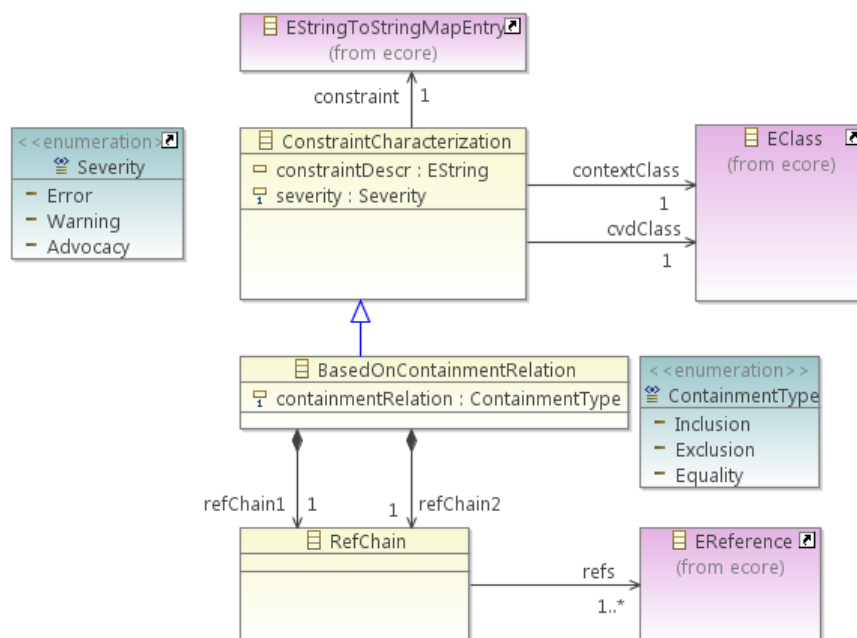 EStringToStringMapEntry
(from ecore)
constraint 1
<<enumeration>>
Severity
Error
Warning
Advocacy
ConstraintCharacterization
constraintDescr : EString
severity : Severity
contextClass
1
cvdClass
1
EClass
(from ecore)
BasedOnContainmentRelation
containmentRelation : ContainmentType
<<enumeration>>
ContainmentType
Inclusion
Exclusion
Equality
refChain1 1
1 refChain2
RefChain
refs
1..*
EReference
(from ecore)